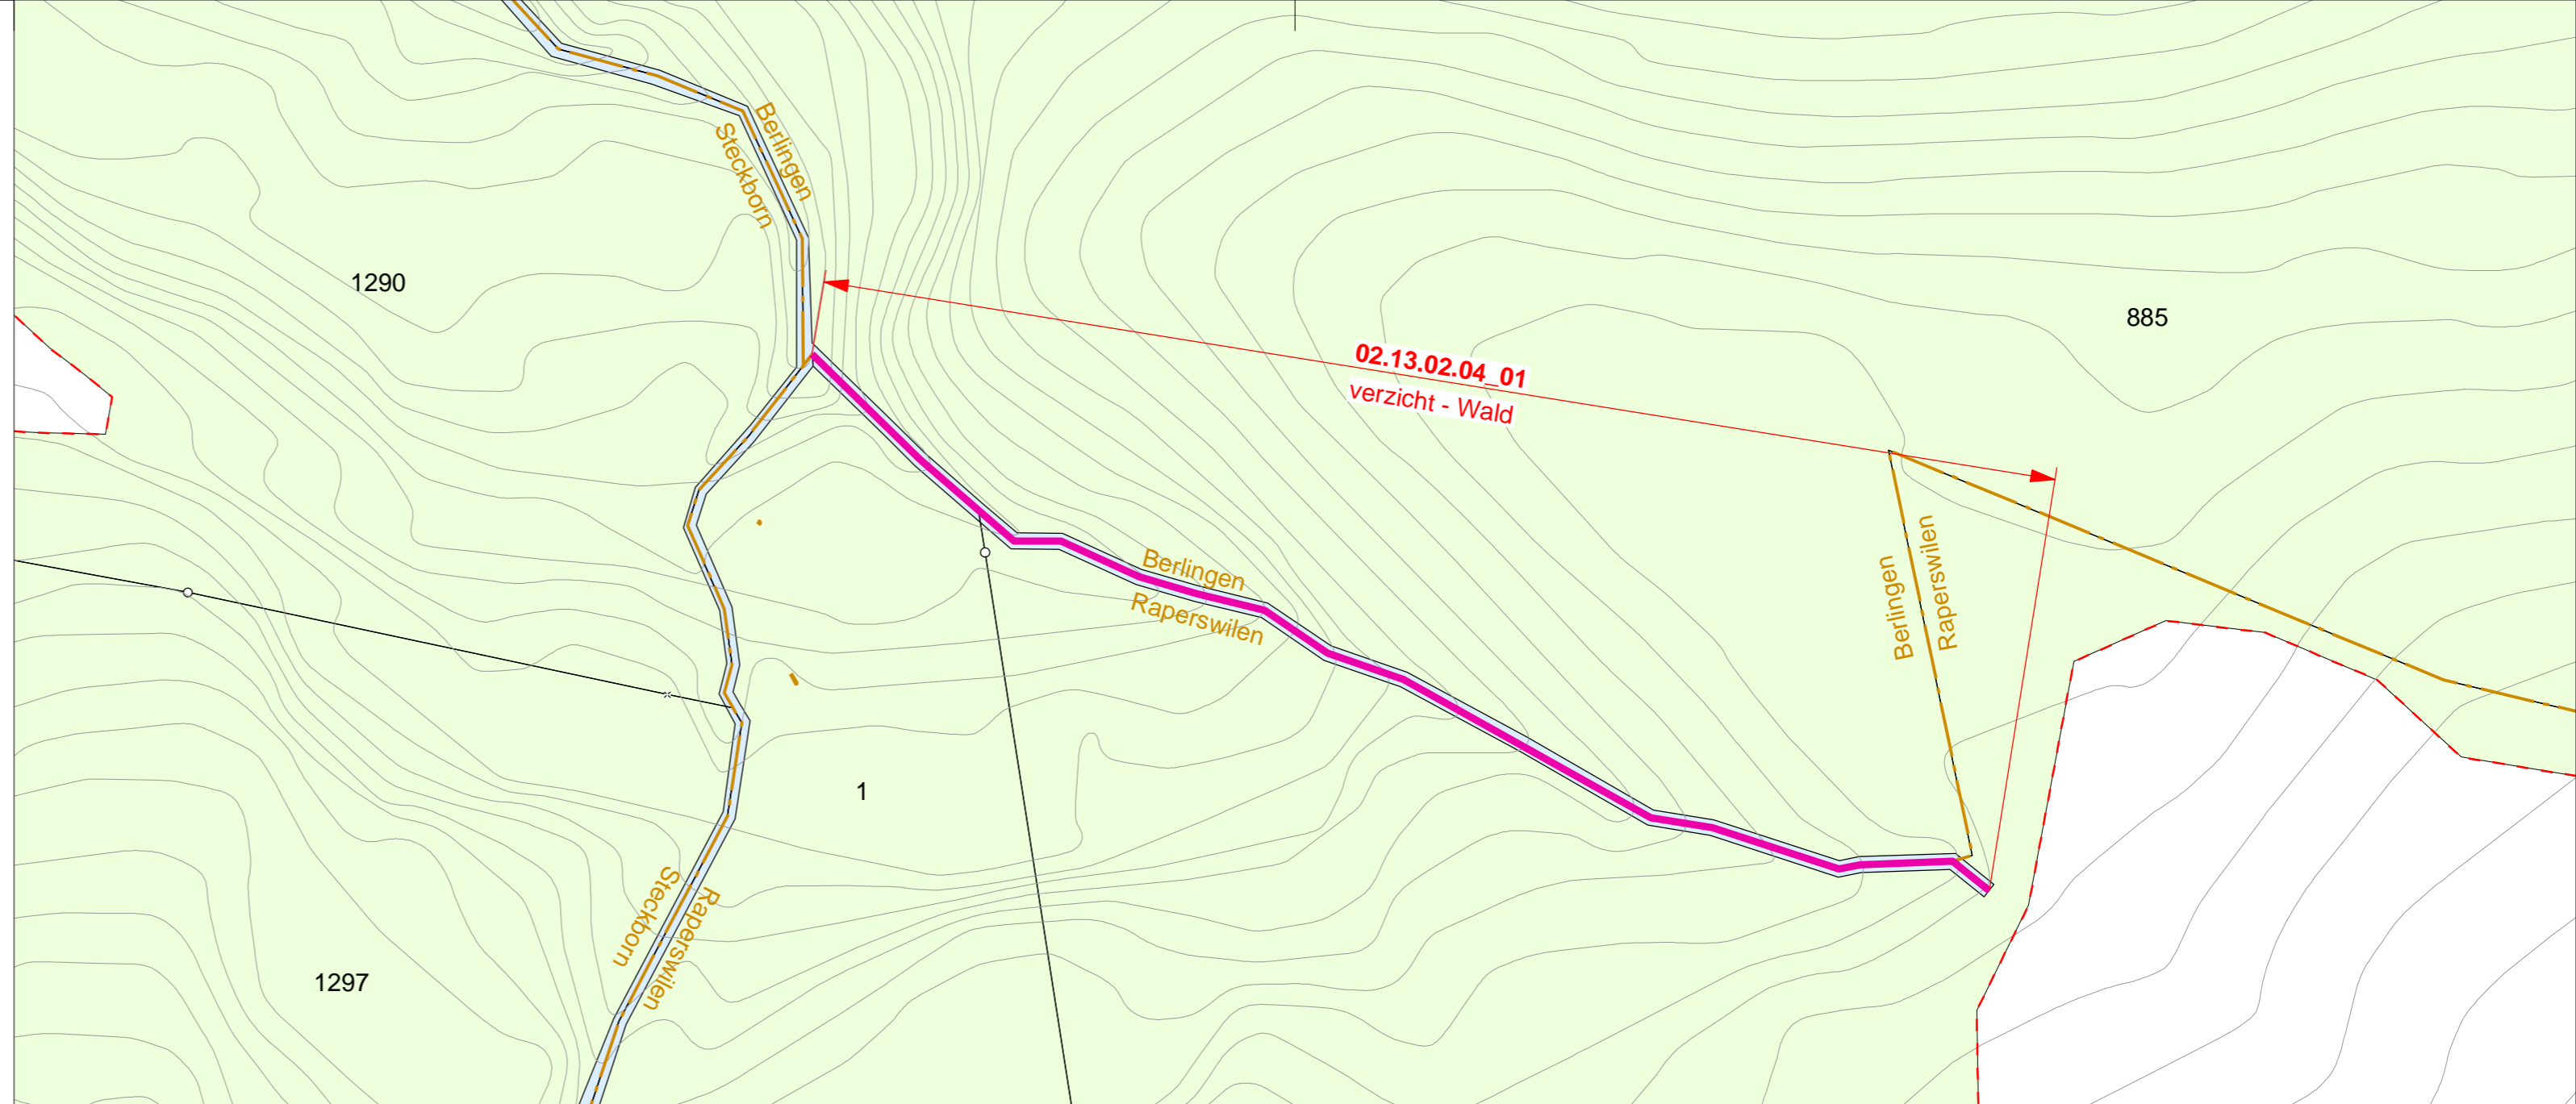 Berlingen
Steckborn
1290
885
02.13.02.04_01
verzicht - Wald
Berlingen
Raperswilen
Berlingen
Raperswilen
1
Steckborn
Raperswilen
1297